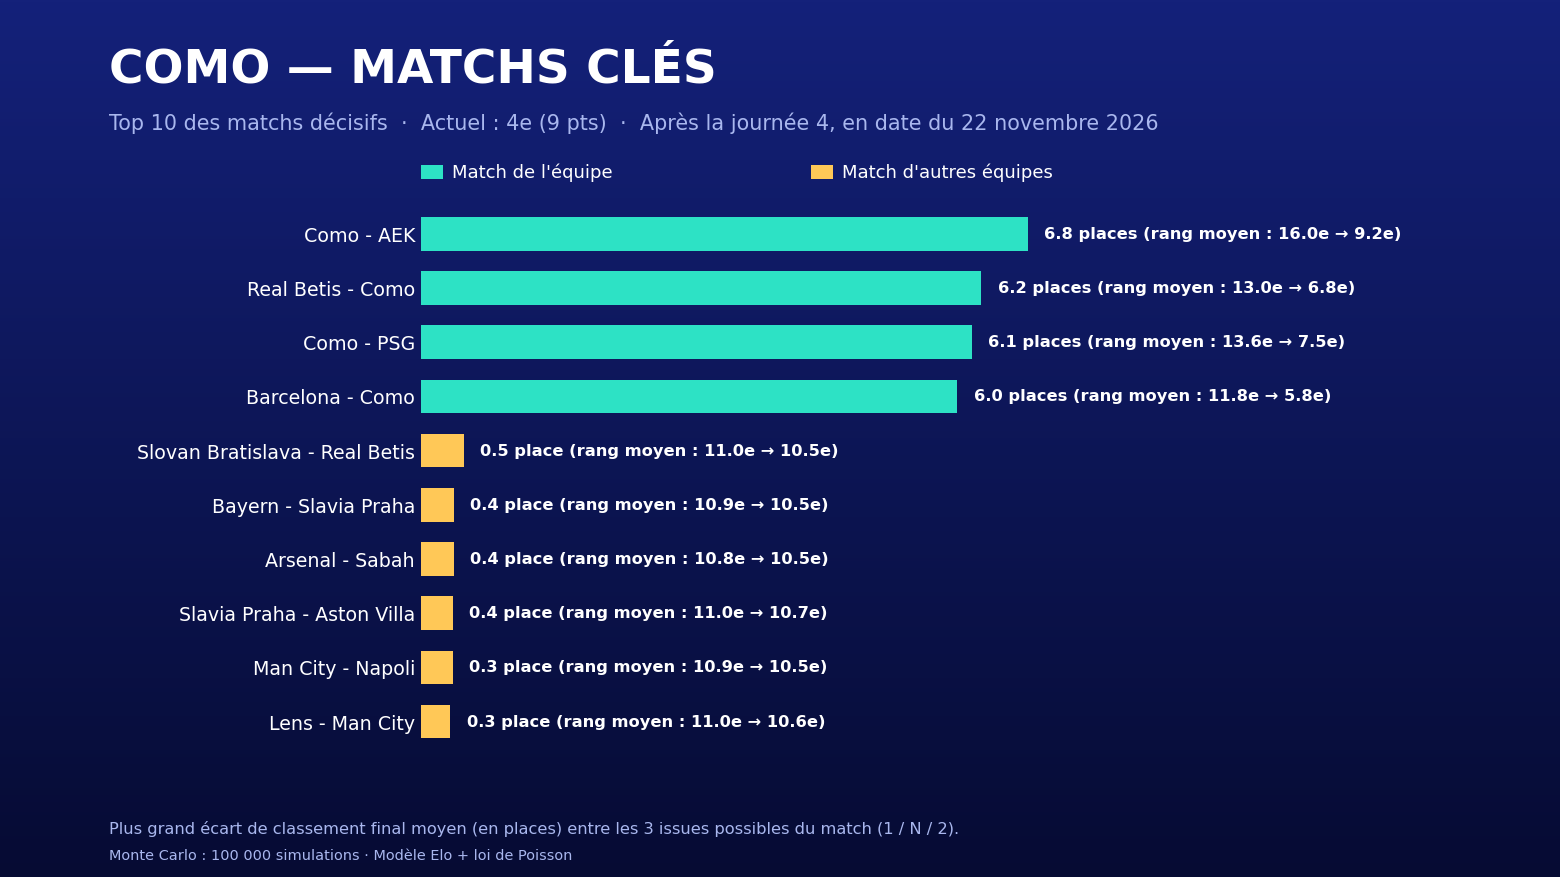 COMO — MATCHS CLÉS
Top 10 des matchs décisifs · Actuel : 4e (9 pts) · Après la journée 4, en date du 22 novembre 2026
Match de l'équipe Match d'autres équipes
Como - AEK 6.8 places (rang moyen : 16.0e → 9.2e)
Real Betis - Como 6.2 places (rang moyen : 13.0e → 6.8e)
Como - PSG 6.1 places (rang moyen : 13.6e → 7.5e)
Barcelona - Como 6.0 places (rang moyen : 11.8e → 5.8e)
Slovan Bratislava - Real Betis 0.5 place (rang moyen : 11.0e → 10.5e)
Bayern - Slavia Praha 0.4 place (rang moyen : 10.9e → 10.5e)
Arsenal - Sabah 0.4 place (rang moyen : 10.8e → 10.5e)
Slavia Praha - Aston Villa 0.4 place (rang moyen : 11.0e → 10.7e)
Man City - Napoli 0.3 place (rang moyen : 10.9e → 10.5e)
Lens - Man City 0.3 place (rang moyen : 11.0e → 10.6e)
Plus grand écart de classement final moyen (en places) entre les 3 issues possibles du match (1 / N / 2).
Monte Carlo : 100 000 simulations · Modèle Elo + loi de Poisson